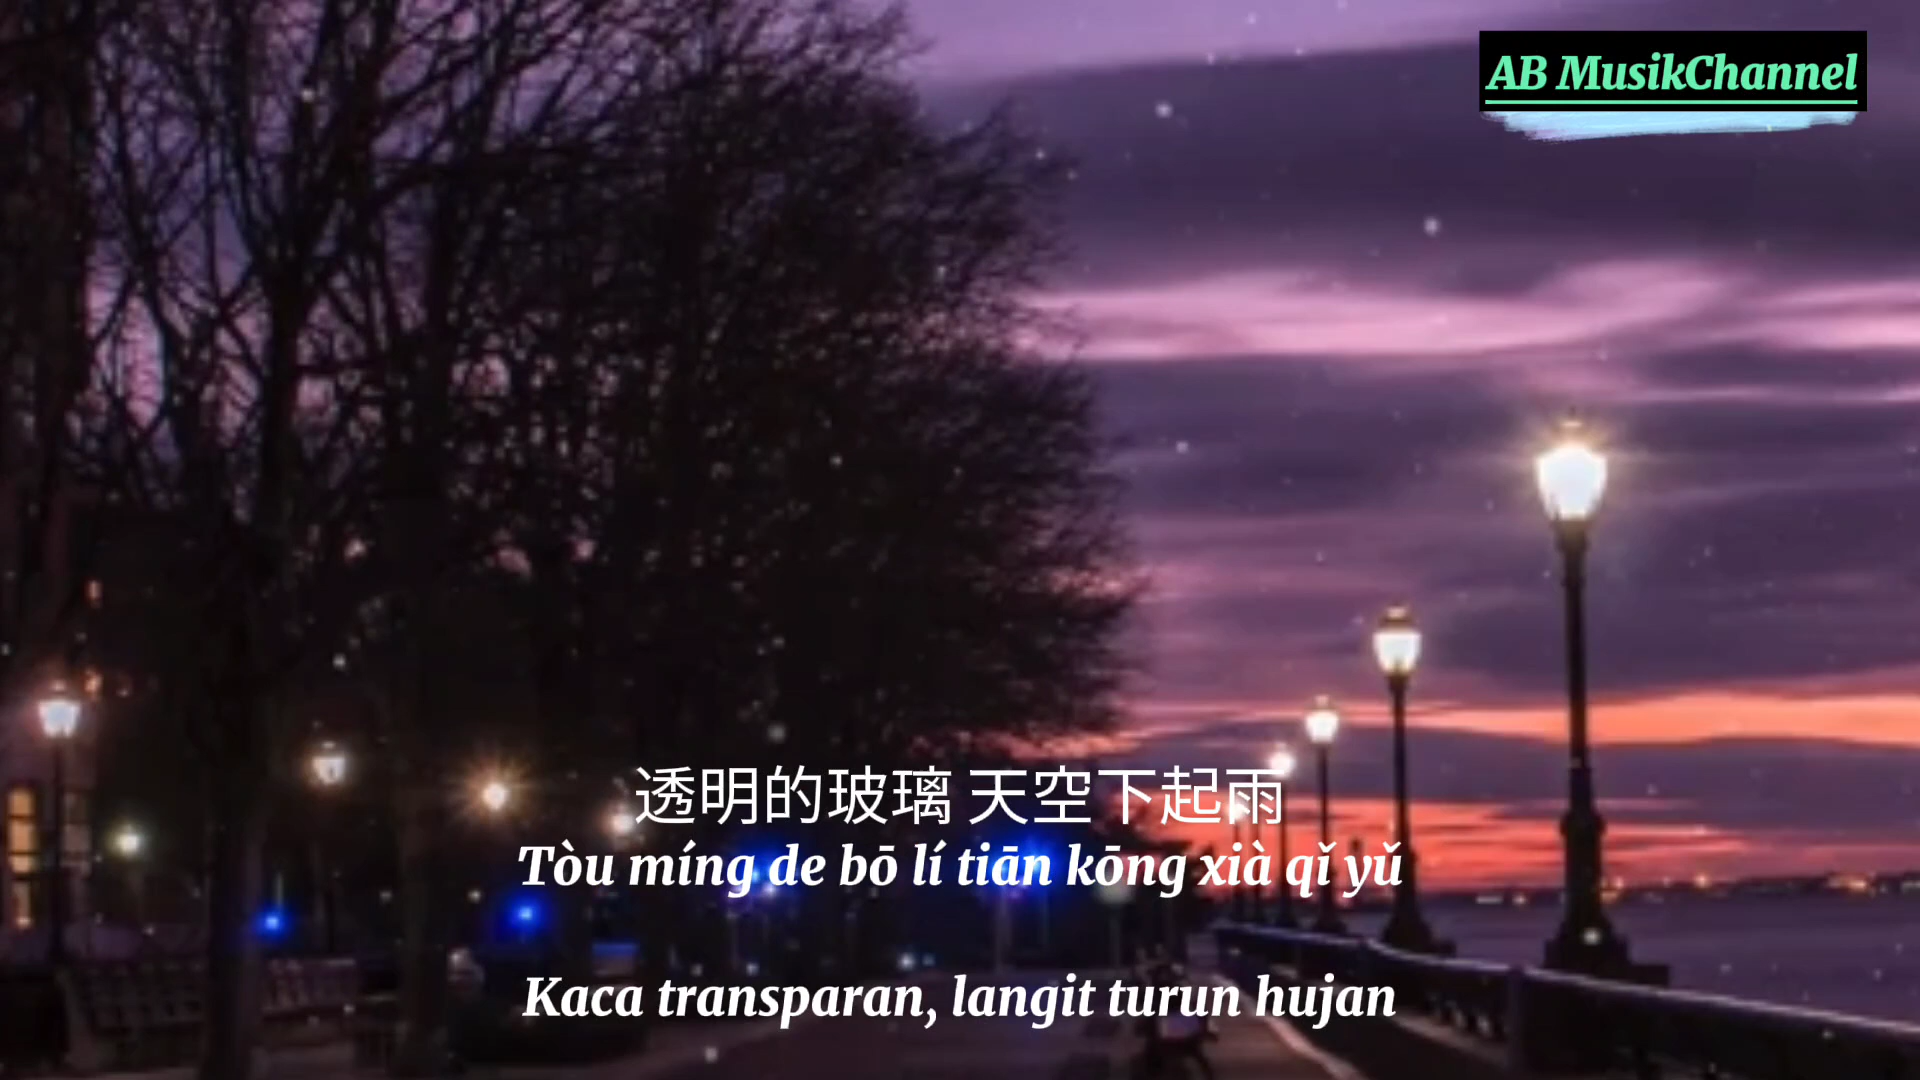 AB MusikChannel
透明的玻璃 天空下起雨
Tòu míng de bō lí tiān kōng xià qǐ yǔ
Kaca transparan, langit turun hujan